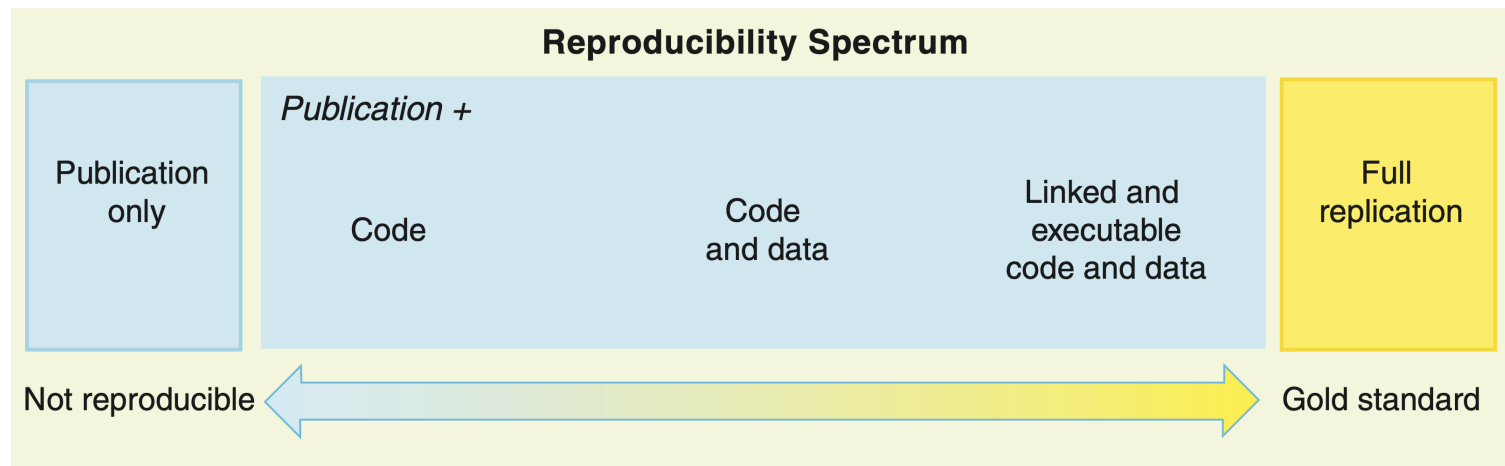 Reproducibility Spectrum
Publication
only
Publication +
Code
Code
and data
Linked and
executable
code and data
Full
replication
Not reproducible
Gold standard